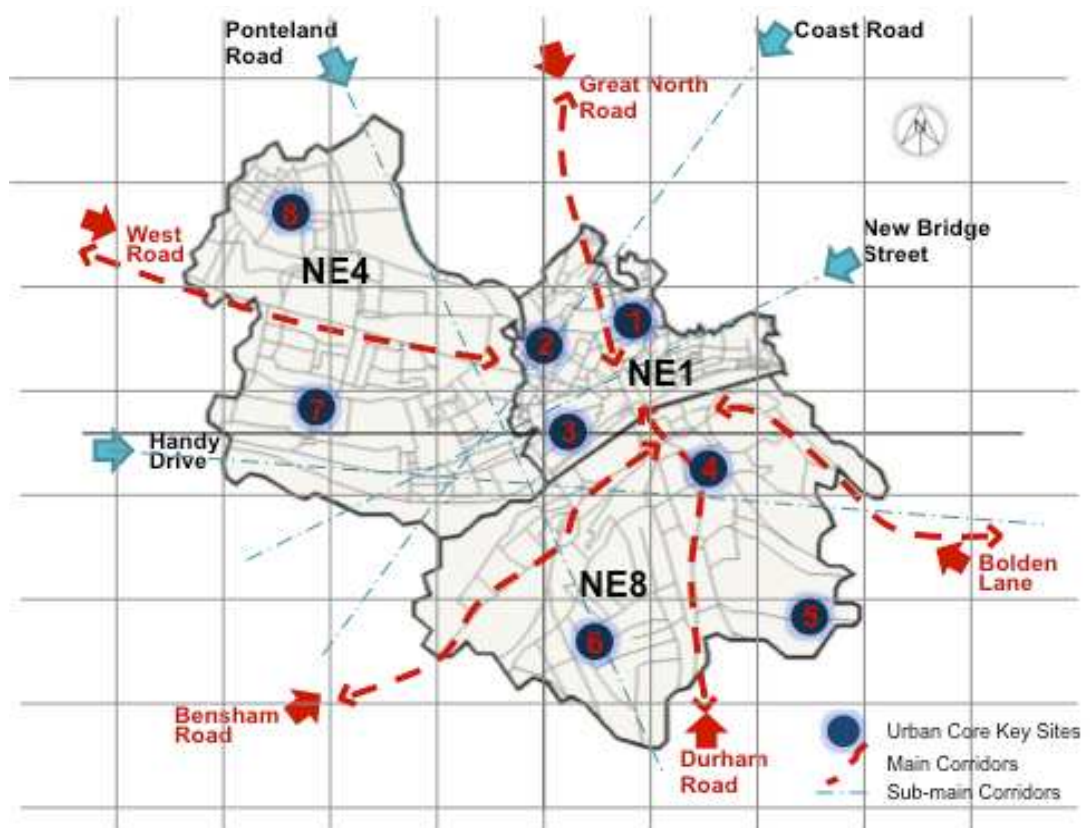 Ponteland
Road
Coast Road
Great North
Road
N
8
West
Road
NE4
New Bridge
Street
1
2
NE1
7
3
Handy
Drive
4
Bolden
Lane
NE8
5
6
Bensham
Road
Durham
Road
Urban Core Key Sites
Main Corridors
Sub-main Corridors